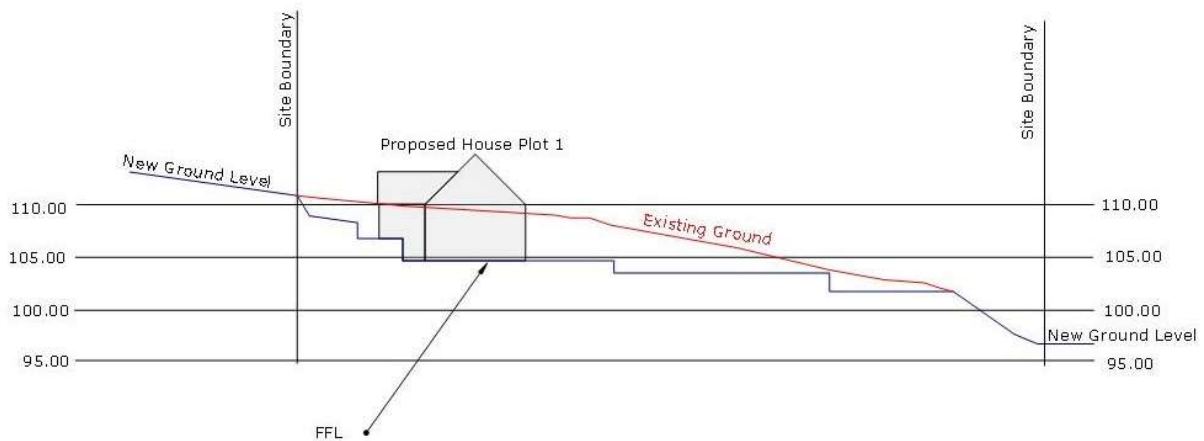 Site Boundary
Site Boundary
Proposed House Plot 1
New Ground Level
110.00
110.00
Existing Ground
105.00
105.00
100.00
100.00
New Ground Level
95.00
95.00
FFL